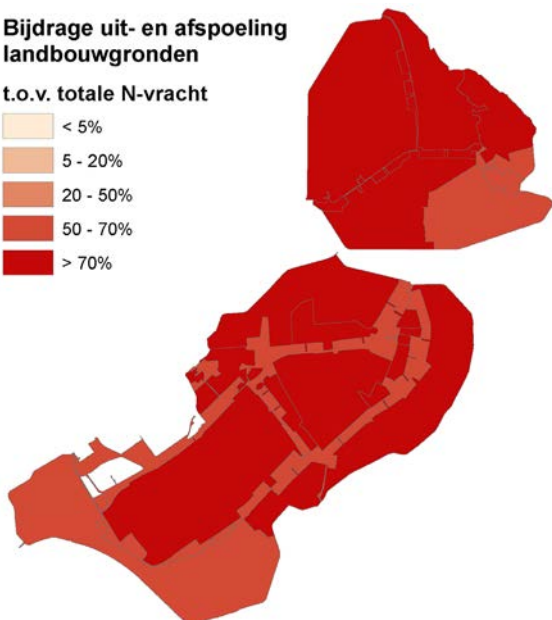 Bijdrage uit- en afspoeling
landbouwgronden
t.o.v. totale N-vracht
< 5%
5 - 20%
20 - 50%
50 - 70%
> 70%